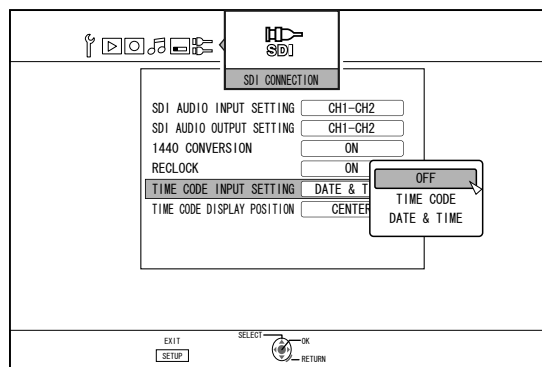 SDI
SDI CONNECTION
SDI AUDIO INPUT SETTING CH1-CH2
SDI AUDIO OUTPUT SETTING CH1-CH2
1440 CONVERSION ON
RECLOCK ON
TIME CODE INPUT SETTING DATE & T
TIME CODE DISPLAY POSITION CENTER
OFF
TIME CODE
DATE & TIME
EXIT
SETUP
SELECT
OK
RETURN